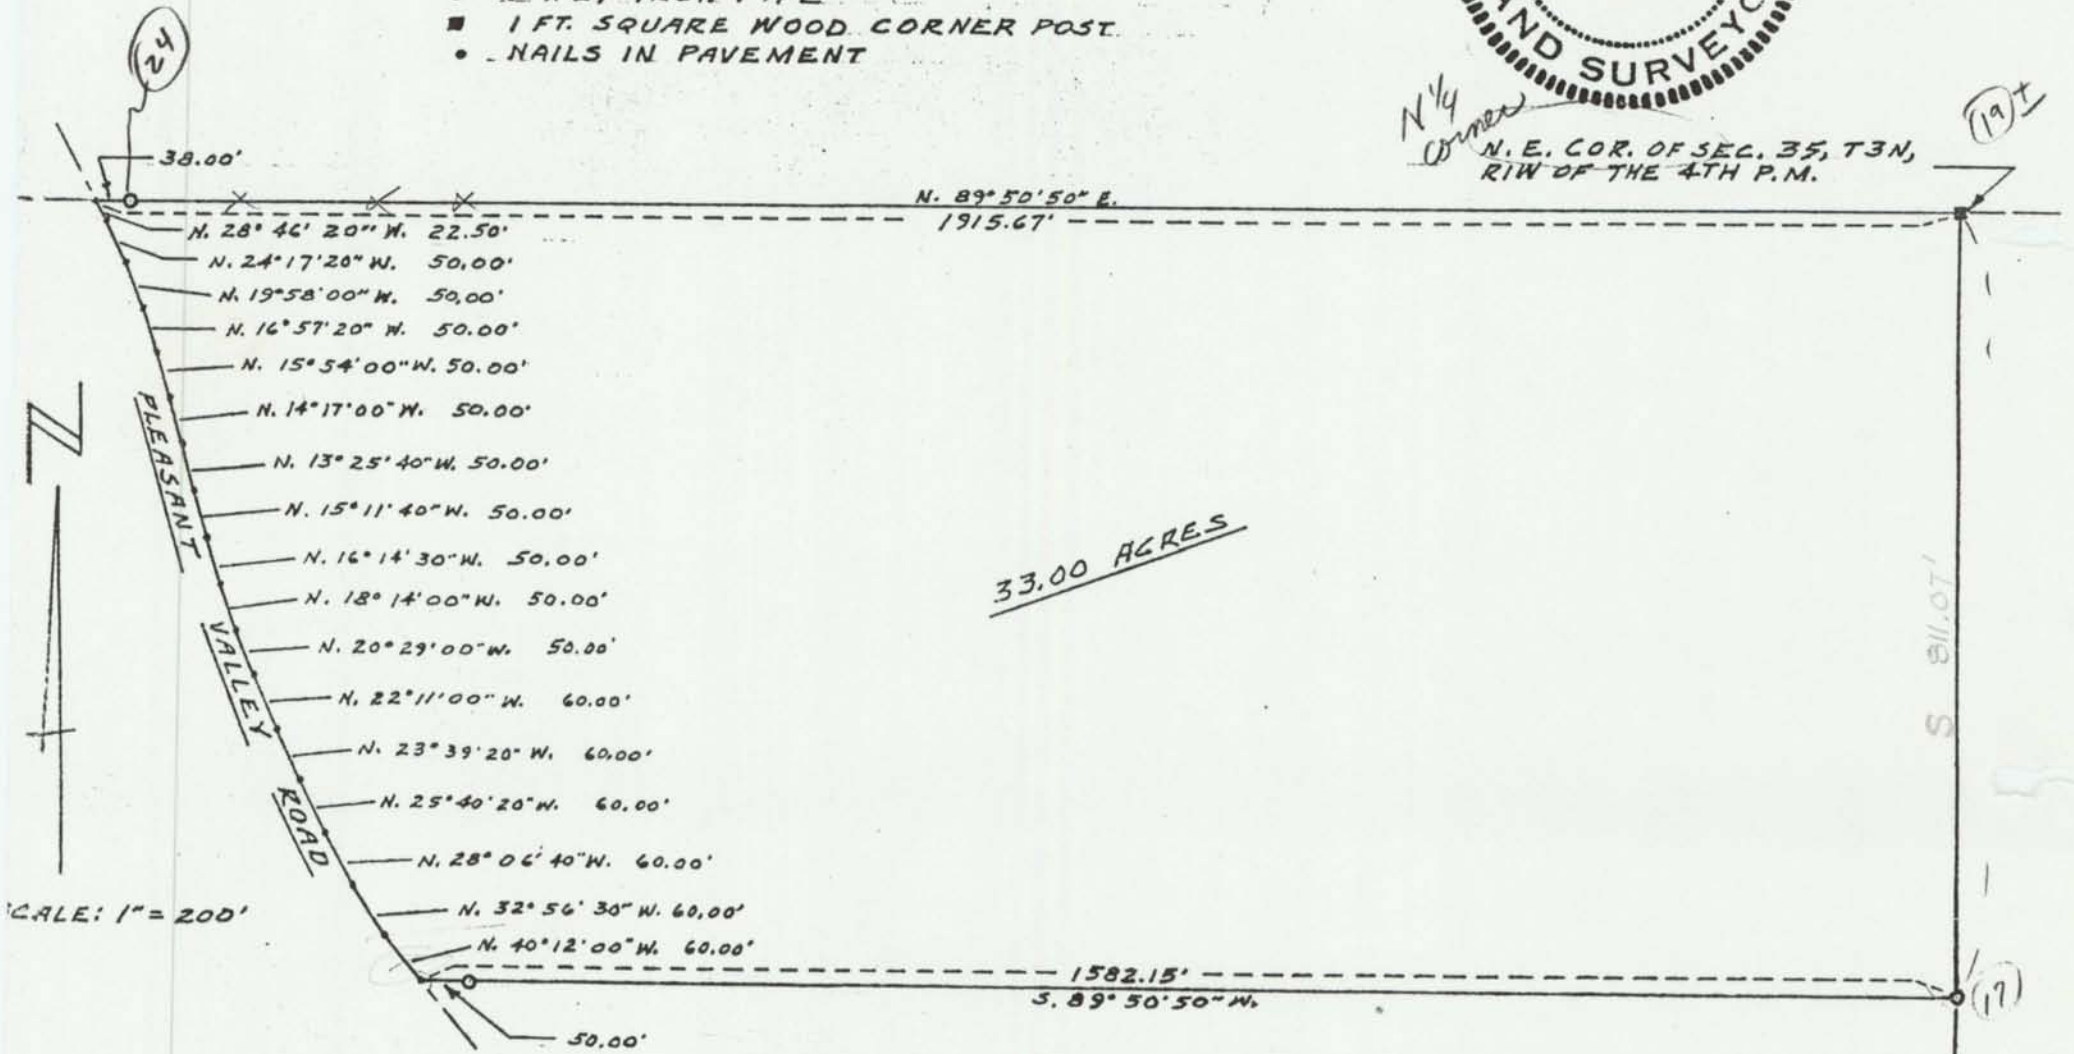 ■ 1 FT. SQUARE WOOD CORNER POST
• NAILS IN PAVEMENT
LAND SURVEYO
24
38.00'
N 1/4
corner
N.E. COR. OF SEC. 35, T3N,
R1W OF THE 4TH P.M.
19±
N. 89° 50' 50" E.
1915.67'
N. 28° 46' 20" W. 22.50'
N. 24° 17' 20" W. 50.00'
N. 19° 58' 00" W. 50.00'
N. 16° 57' 20" W. 50.00'
N. 15° 54' 00" W. 50.00'
N. 14° 17' 00" W. 50.00'
N. 13° 25' 40" W. 50.00'
N. 15° 11' 40" W. 50.00'
N. 16° 14' 30" W. 50.00'
N. 18° 14' 00" W. 50.00'
N. 20° 29' 00" W. 50.00'
N. 22° 11' 00" W. 60.00'
N. 23° 39' 20" W. 60.00'
N. 25° 40' 20" W. 60.00'
N. 28° 06' 40" W. 60.00'
N. 32° 56' 30" W. 60.00'
N. 40° 12' 00" W. 60.00'
N
PLEASANT
VALLEY
ROAD
33.00 ACRES
S 811.07'
SCALE: 1" = 200'
1582.15'
S. 89° 50' 50" W.
50.00'
(17)